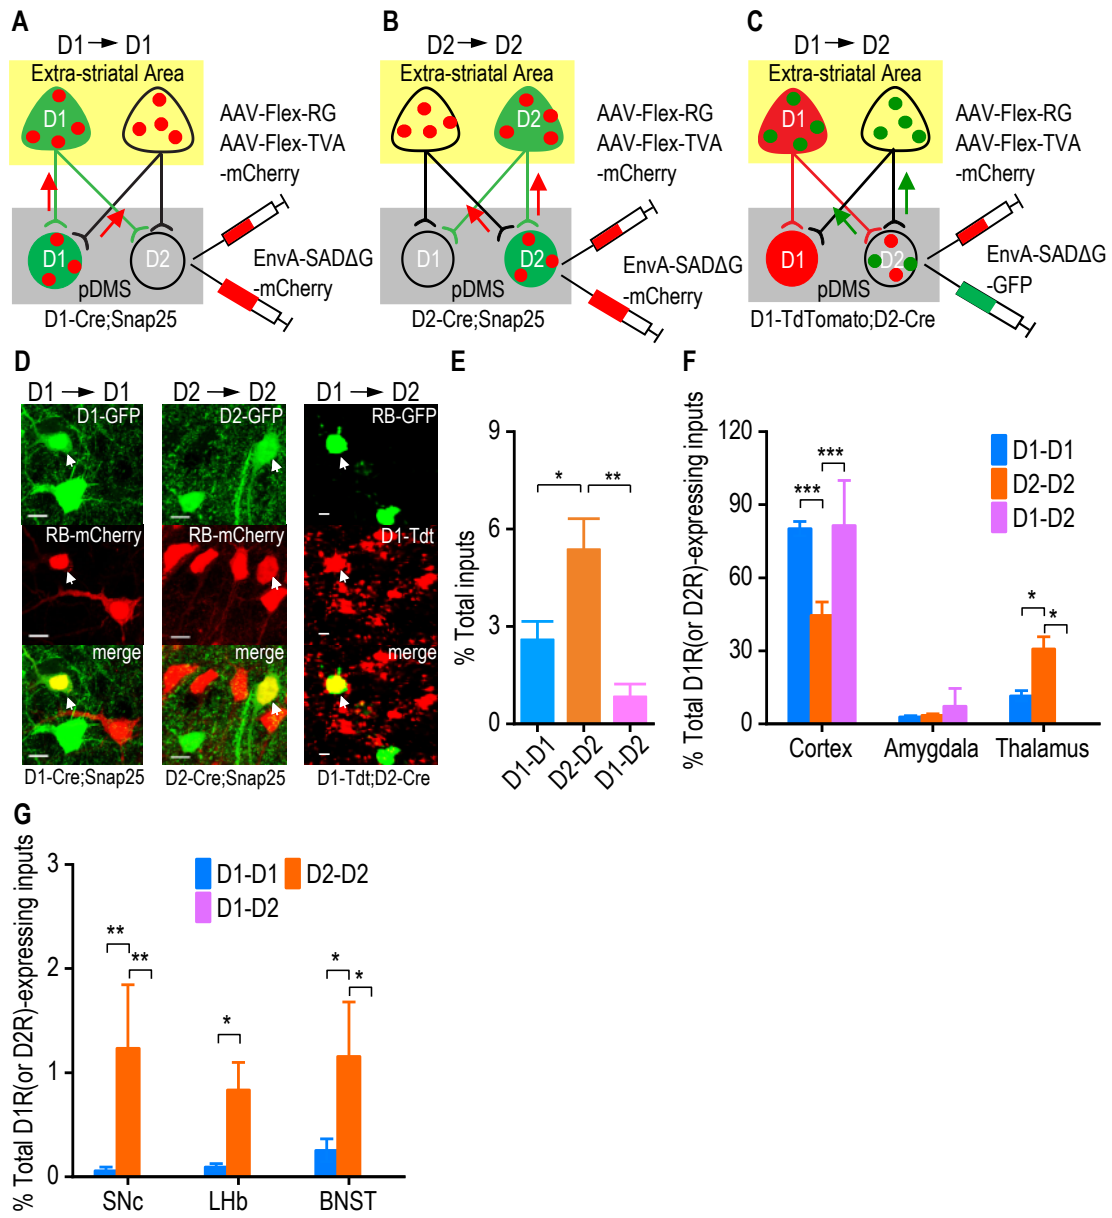 A
D1 → D1
Extra-striatal Area
D1
AAV-Flex-RG
AAV-Flex-TVA
-mCherry
D1
D2
EnvA-SADΔG
-mCherry
pDMS
D1-Cre;Snap25
B
D2 → D2
Extra-striatal Area
D2
AAV-Flex-RG
AAV-Flex-TVA
-mCherry
D1
D2
EnvA-SADΔG
-mCherry
pDMS
D2-Cre;Snap25
C
D1 → D2
Extra-striatal Area
D1
AAV-Flex-RG
AAV-Flex-TVA
-mCherry
D1
D2
EnvA-SADΔG
-GFP
pDMS
D1-TdTomato;D2-Cre
D
D1 → D1
D2 → D2
D1 → D2
D1-GFP
D2-GFP
RB-GFP
RB-mCherry
RB-mCherry
D1-Tdt
merge
merge
merge
D1-Cre;Snap25
D2-Cre;Snap25
D1-Tdt;D2-Cre
E
% Total inputs
9
6
3
0
*
**
D1-D1
D2-D2
D1-D2
F
% Total D1R(or D2R)-expressing inputs
120
90
60
30
0
D1-D1
D2-D2
D1-D2
***
***
*
*
Cortex
Amygdala
Thalamus
G
% Total D1R(or D2R)-expressing inputs
3
2
1
0
D1-D1
D2-D2
D1-D2
**
**
*
*
*
SNc
LHb
BNST